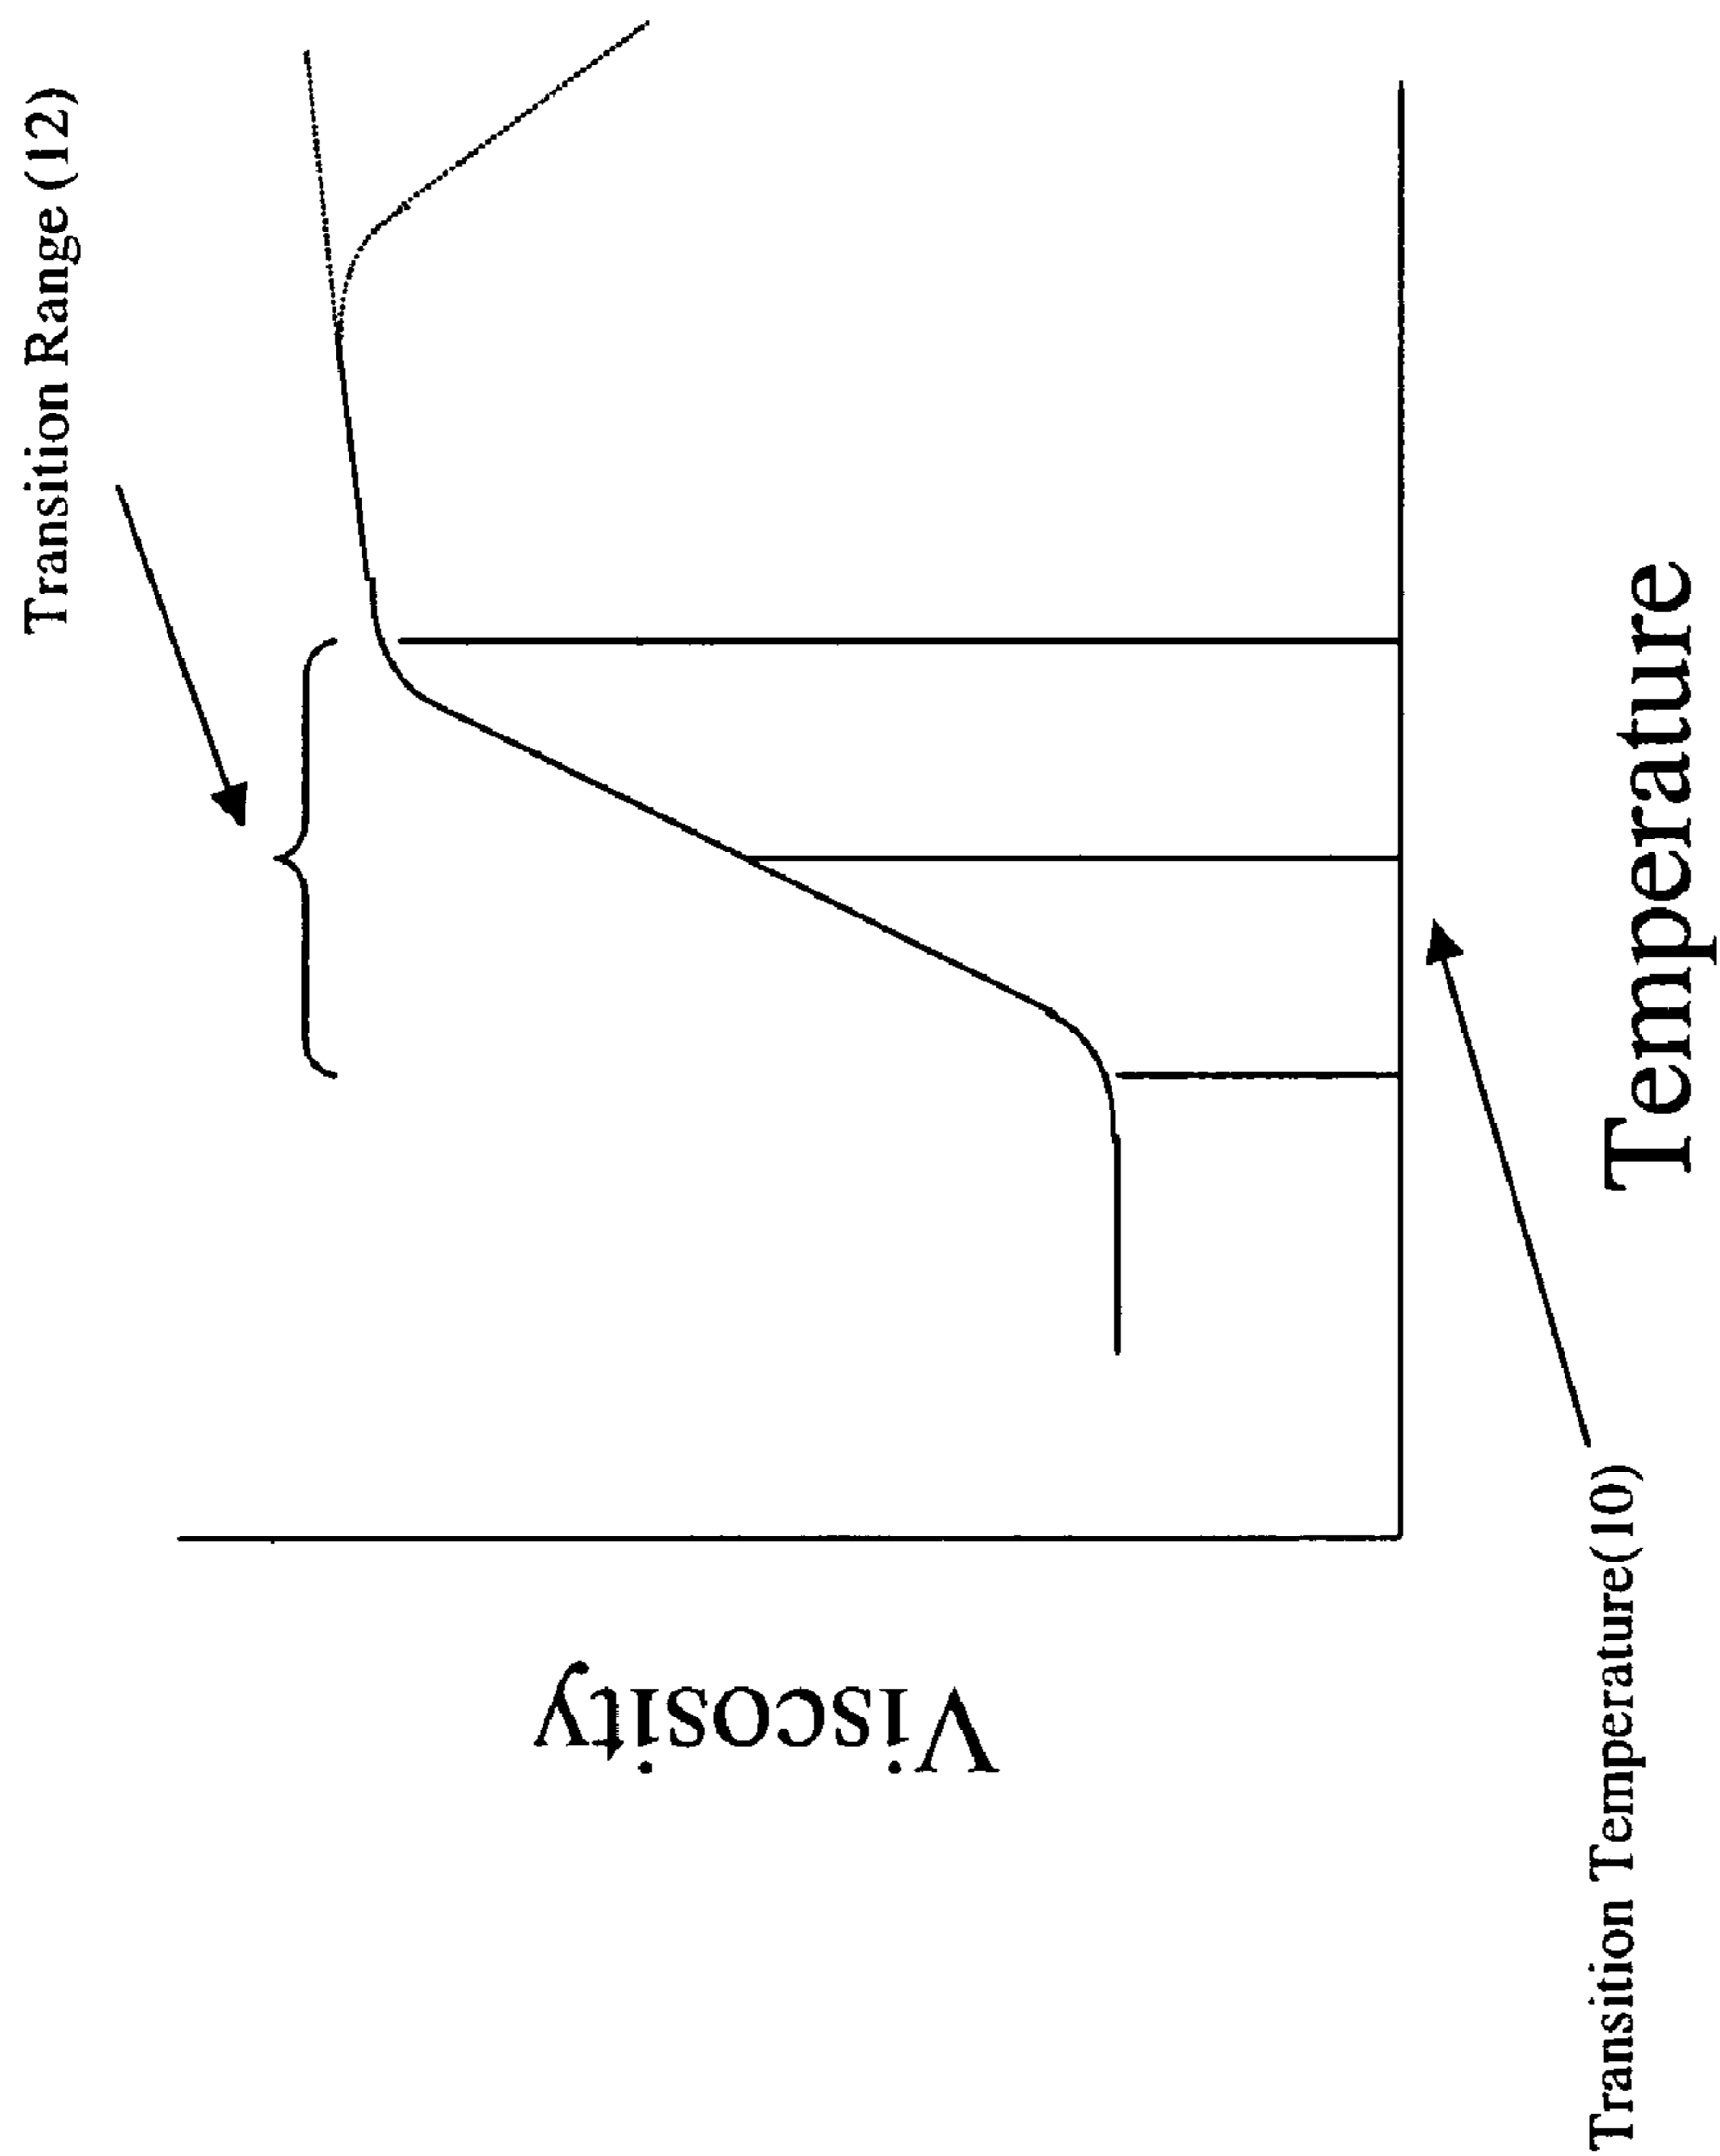 Transition Range (12)
Viscosity
Temperature
Transition Temperature(10)